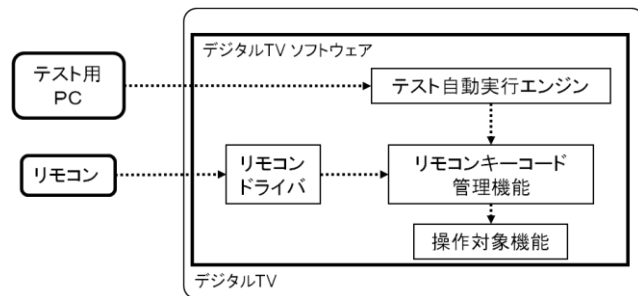 デジタルTV ソフトウェア
テスト用
PC
テスト自動実行エンジン
リモコン
リモコン
ドライバ
リモコンキーコード
管理機能
操作対象機能
デジタルTV